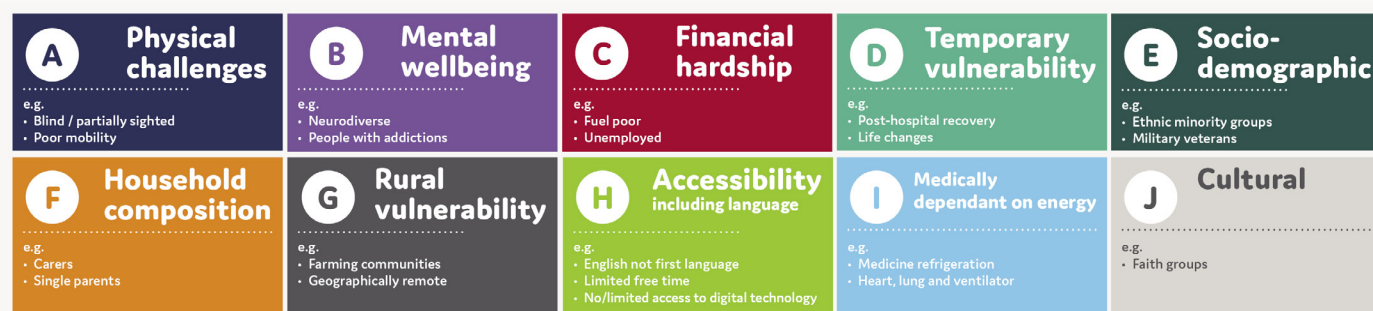 A
Physical
challenges
e.g.
• Blind / partially sighted
• Poor mobility
B
Mental
wellbeing
e.g.
• Neurodiverse
• People with addictions
C
Financial
hardship
e.g.
• Fuel poor
• Unemployed
D
Temporary
vulnerability
e.g.
• Post-hospital recovery
• Life changes
E
Socio-
demographic
e.g.
• Ethnic minority groups
• Military veterans
F
Household
composition
e.g.
• Carers
• Single parents
G
Rural
vulnerability
e.g.
• Farming communities
• Geographically remote
H
Accessibility
including language
e.g.
• English not first language
• Limited free time
• No/limited access to digital technology
I
Medically
dependant on energy
e.g.
• Medicine refrigeration
• Heart, lung and ventilator
J
Cultural
e.g.
• Faith groups